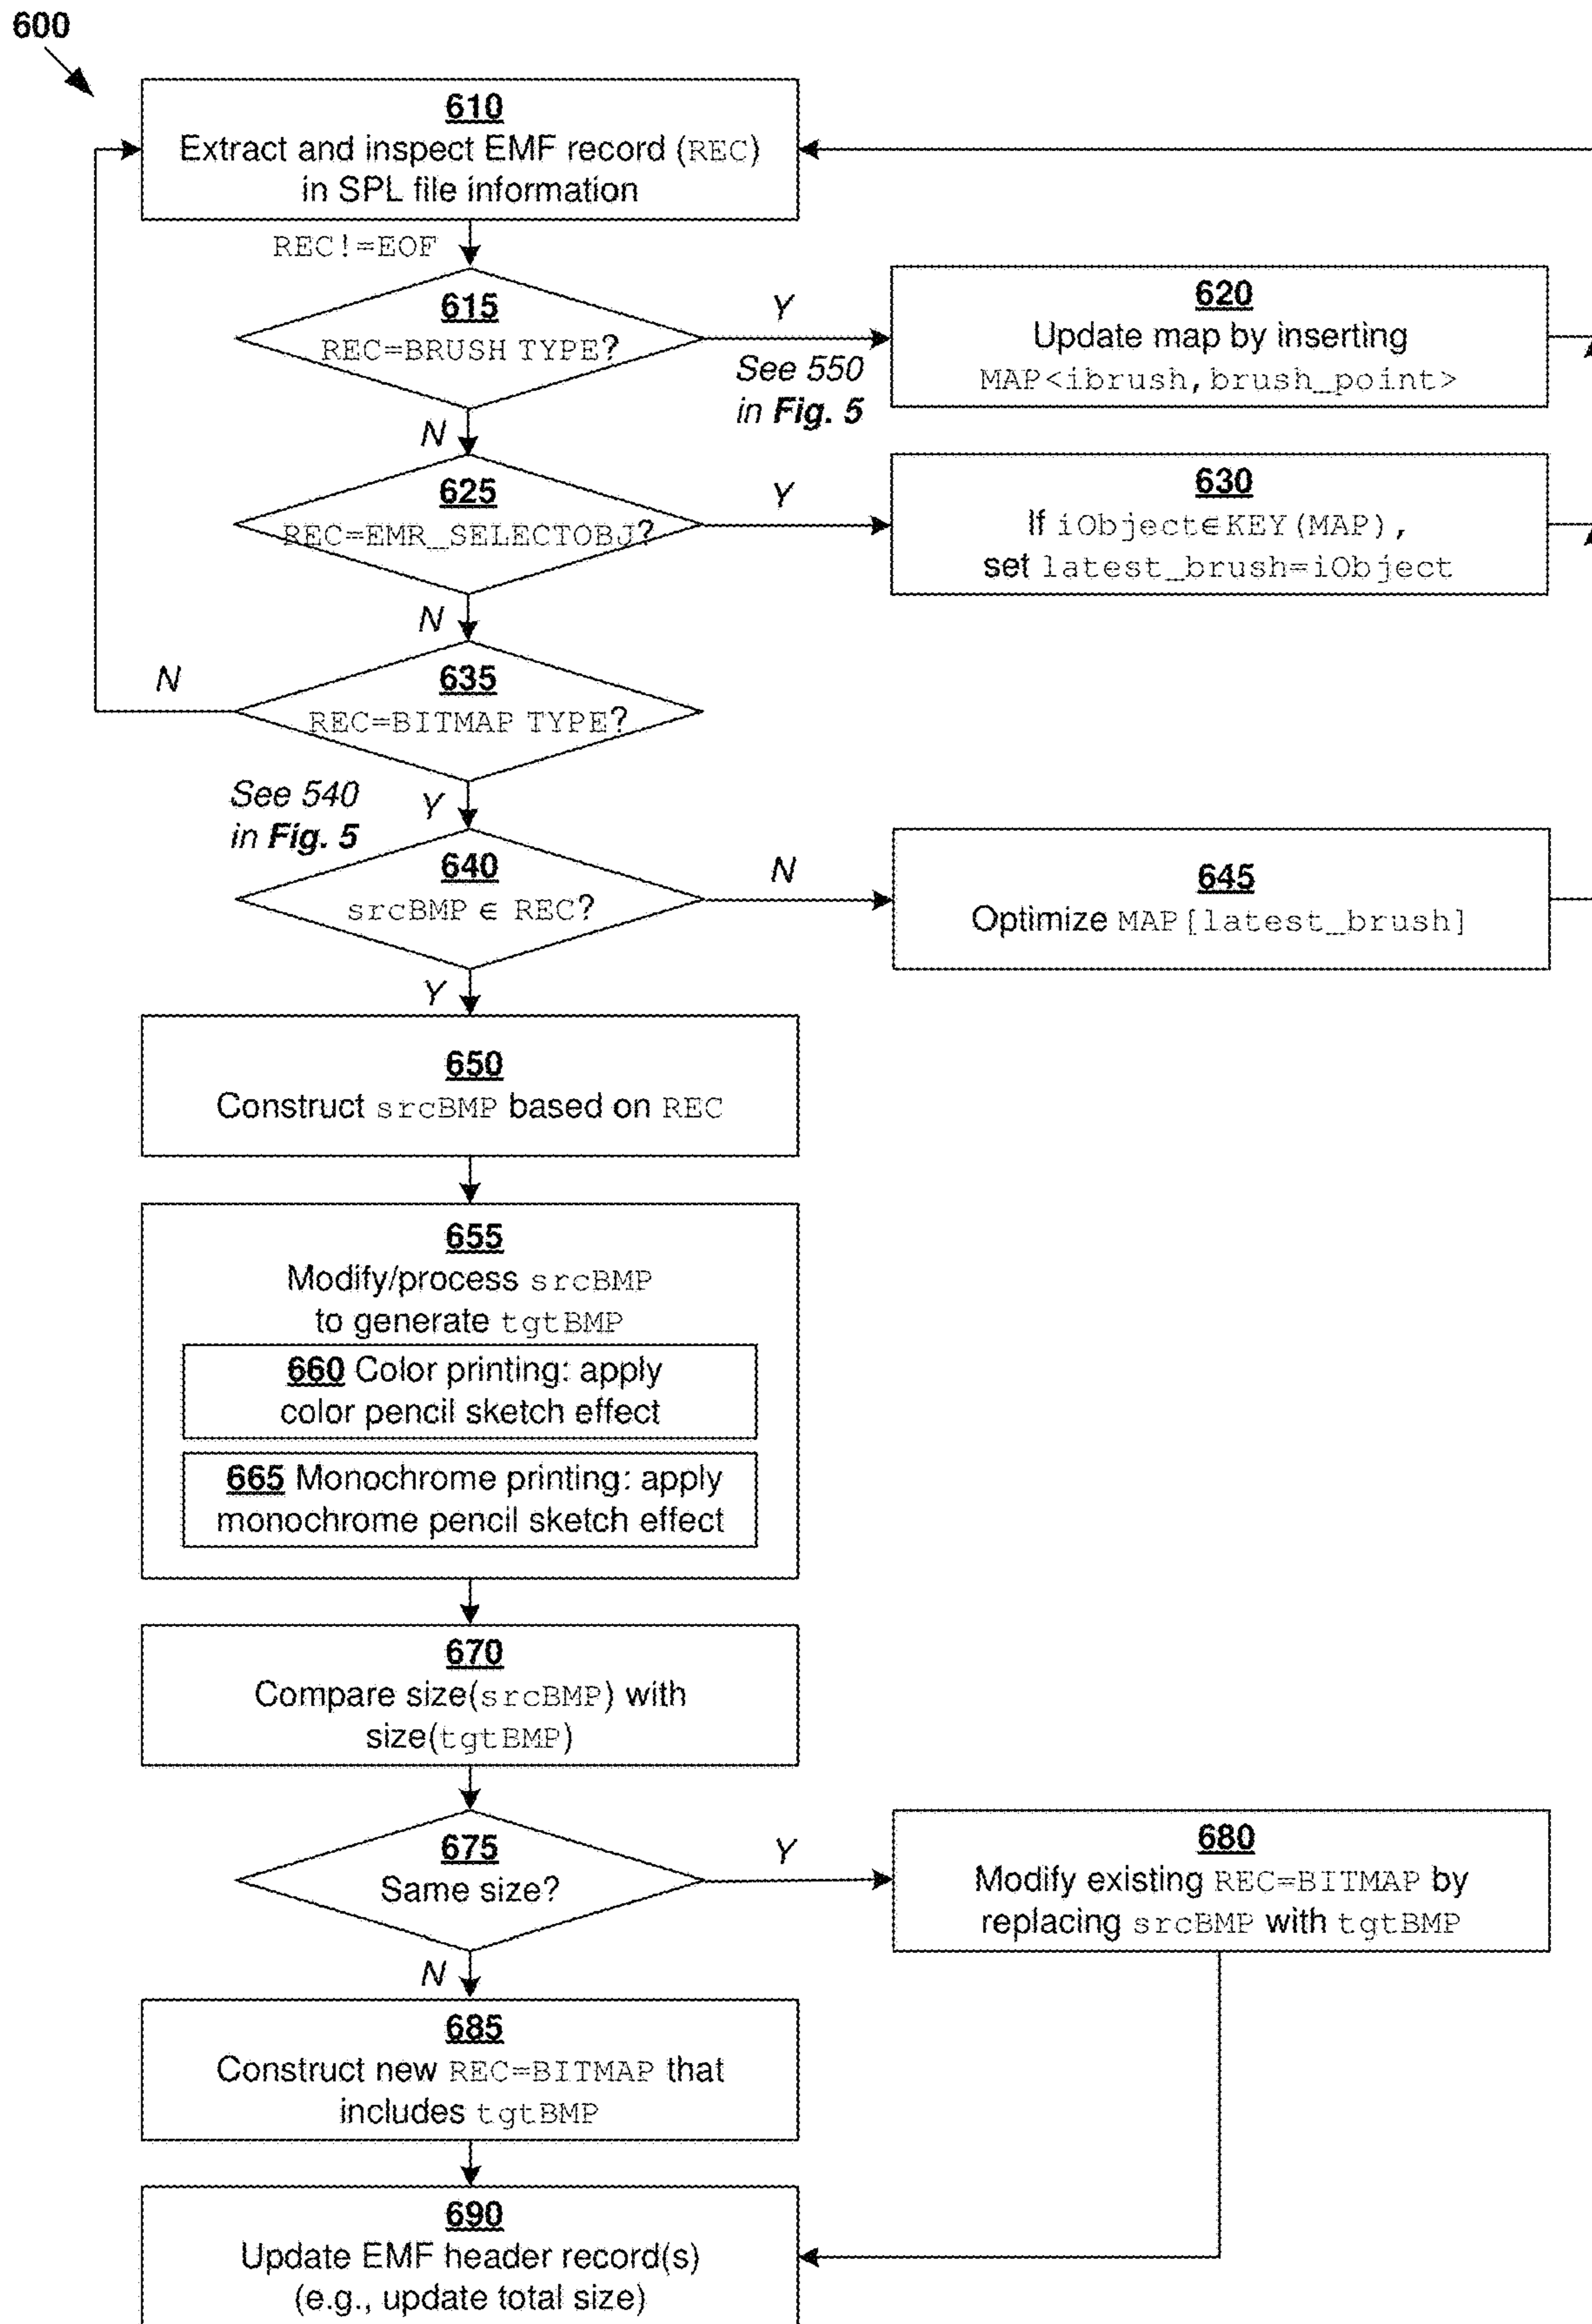 600
610
Extract and inspect EMF record (REC)
in SPL file information
REC!=EOF
615
REC=BRUSH TYPE?
Y
See 550
in Fig. 5
620
Update map by inserting
MAP<ibrush,brush_point>
N
625
REC=EMR_SELECTOBJ?
Y
630
If iObject∈KEY(MAP),
set latest_brush=iObject
N
635
REC=BITMAP TYPE?
N
See 540
in Fig. 5
Y
640
srcBMP ∈ REC?
N
645
Optimize MAP[latest_brush]
Y
650
Construct srcBMP based on REC
655
Modify/process srcBMP
to generate tgtBMP
660 Color printing: apply
color pencil sketch effect
665 Monochrome printing: apply
monochrome pencil sketch effect
670
Compare size(srcBMP) with
size(tgtBMP)
675
Same size?
Y
680
Modify existing REC=BITMAP by
replacing srcBMP with tgtBMP
N
685
Construct new REC=BITMAP that
includes tgtBMP
690
Update EMF header record(s)
(e.g., update total size)